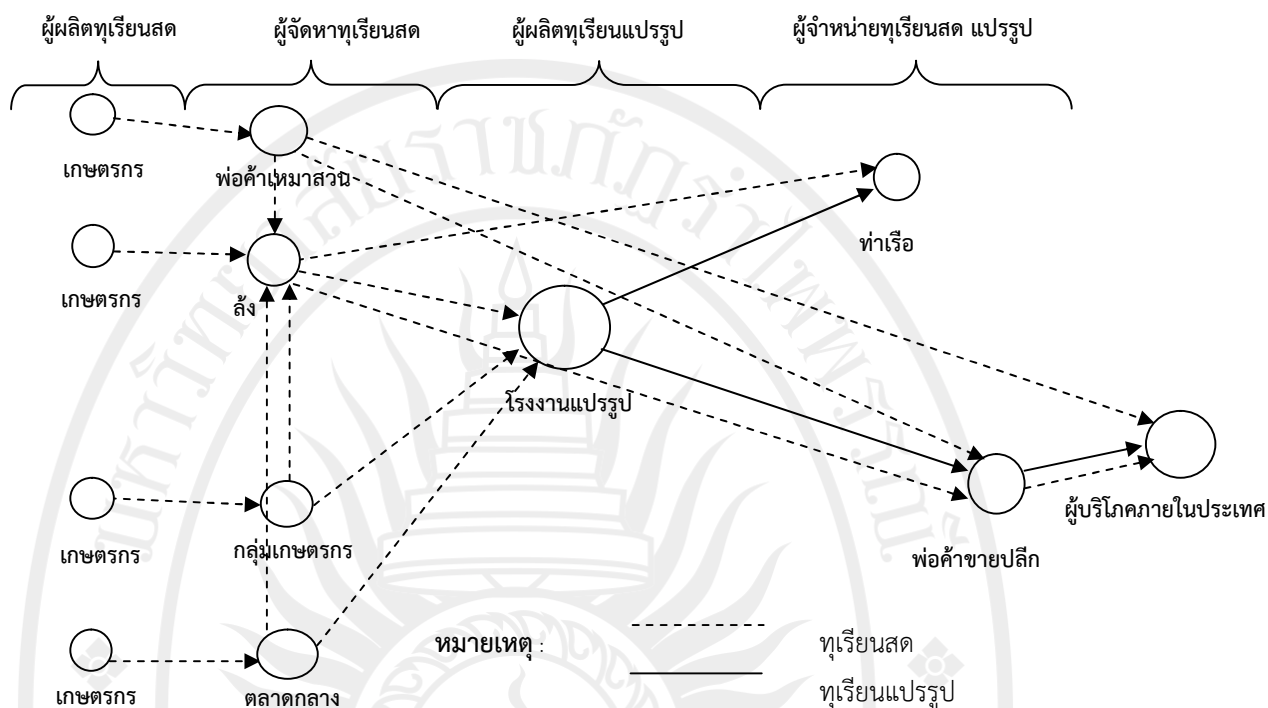 ผู้ผลิตทุเรียนสด
ผู้จัดหาทุเรียนสด
ผู้ผลิตทุเรียนแปรรูป
ผู้จำหน่ายทุเรียนสด แปรรูป
เกษตรกร
พ่อค้าเหมาสวน
ท่าเรือ
เกษตรกร
ล้ง
โรงงานแปรรูป
ผู้บริโภคภายในประเทศ
เกษตรกร
กลุ่มเกษตรกร
พ่อค้าขายปลีก
หมายเหตุ :
ทุเรียนสด
ทุเรียนแปรรูป
เกษตรกร
ตลาดกลาง